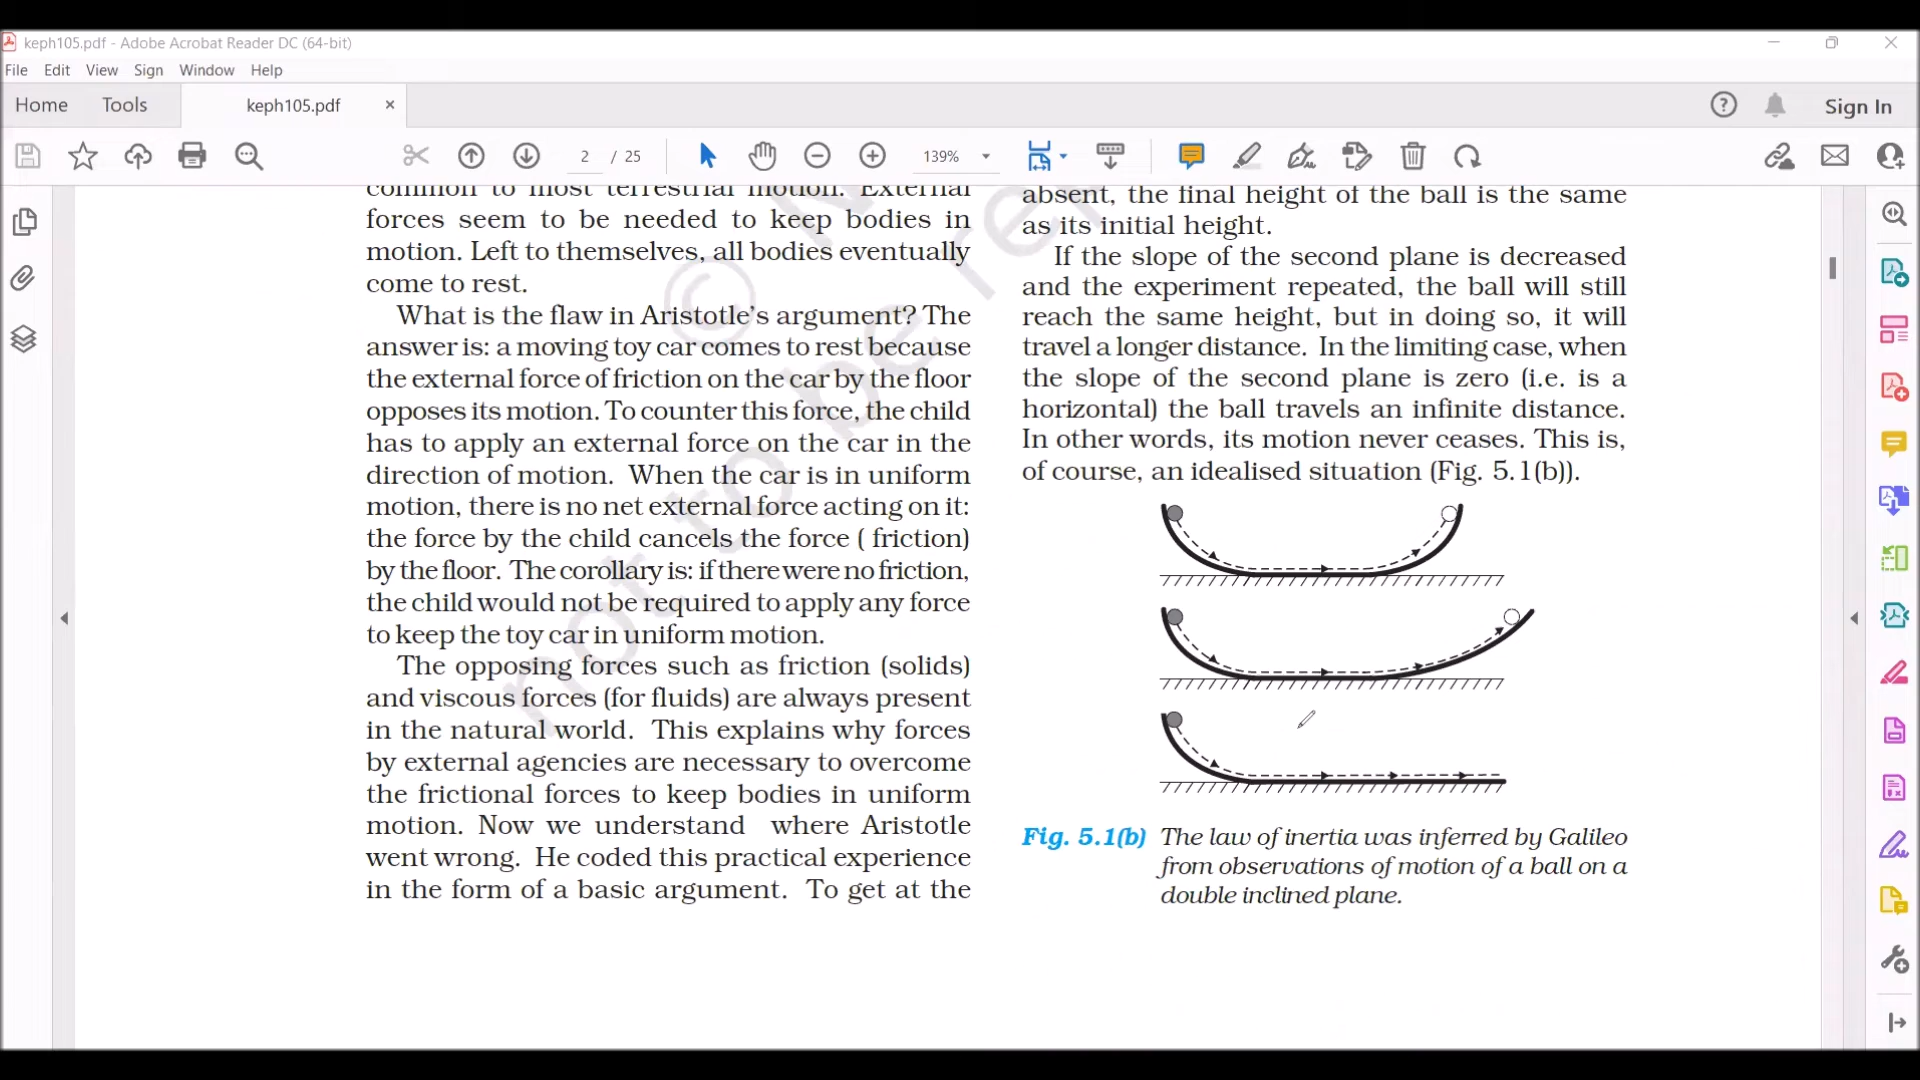 keph105.pdf - Adobe Acrobat Reader DC (64-bit)
File Edit View Sign Window Help
Home Tools keph105.pdf × Sign In
2 / 25 139%
common to most terrestrial motion. External
forces seem to be needed to keep bodies in
motion. Left to themselves, all bodies eventually
come to rest.
What is the flaw in Aristotle's argument? The
answer is: a moving toy car comes to rest because
the external force of friction on the car by the floor
opposes its motion. To counter this force, the child
has to apply an external force on the car in the
direction of motion. When the car is in uniform
motion, there is no net external force acting on it:
the force by the child cancels the force ( friction)
by the floor. The corollary is: if there were no friction,
the child would not be required to apply any force
to keep the toy car in uniform motion.
The opposing forces such as friction (solids)
and viscous forces (for fluids) are always present
in the natural world. This explains why forces
by external agencies are necessary to overcome
the frictional forces to keep bodies in uniform
motion. Now we understand where Aristotle
went wrong. He coded this practical experience
in the form of a basic argument. To get at the
absent, the final height of the ball is the same
as its initial height.
If the slope of the second plane is decreased
and the experiment repeated, the ball will still
reach the same height, but in doing so, it will
travel a longer distance. In the limiting case, when
the slope of the second plane is zero (i.e. is a
horizontal) the ball travels an infinite distance.
In other words, its motion never ceases. This is,
of course, an idealised situation (Fig. 5.1(b)).
Fig. 5.1(b) The law of inertia was inferred by Galileo
from observations of motion of a ball on a
double inclined plane.
©
not to be